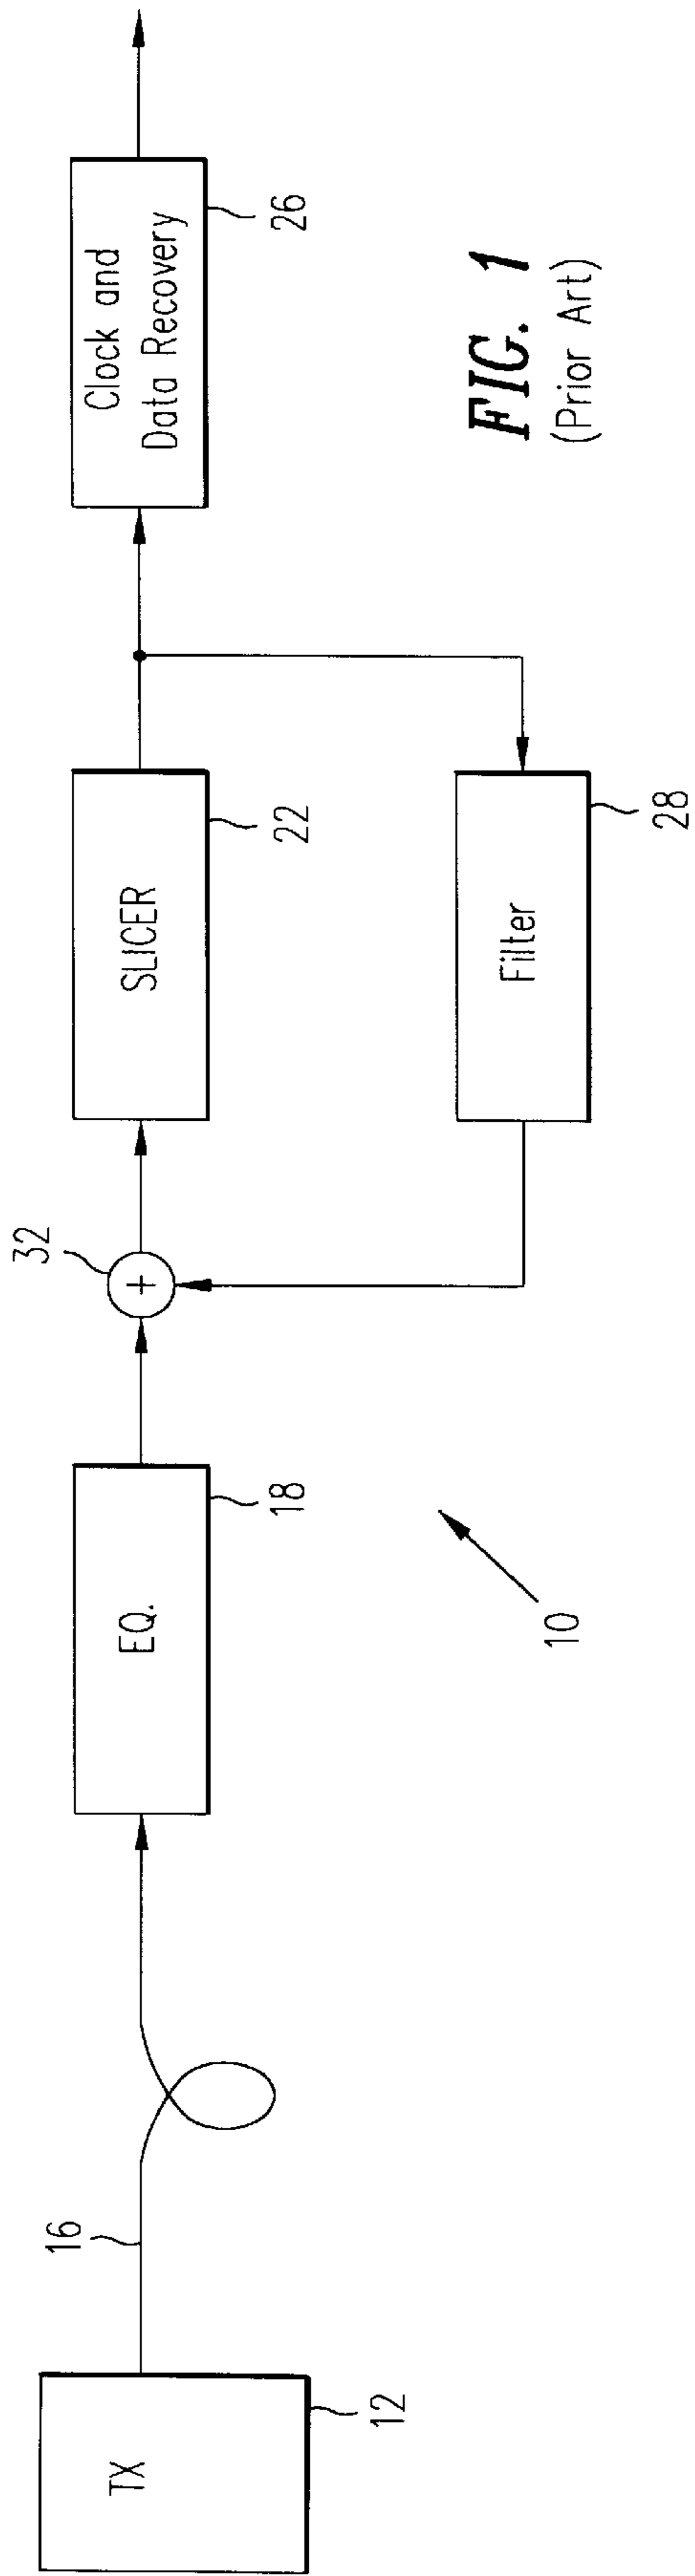 TX
12
16
EQ.
18
10
32
+
SLICER
22
Filter
28
Clock and
Data Recovery
26
FIG. 1
(Prior Art)